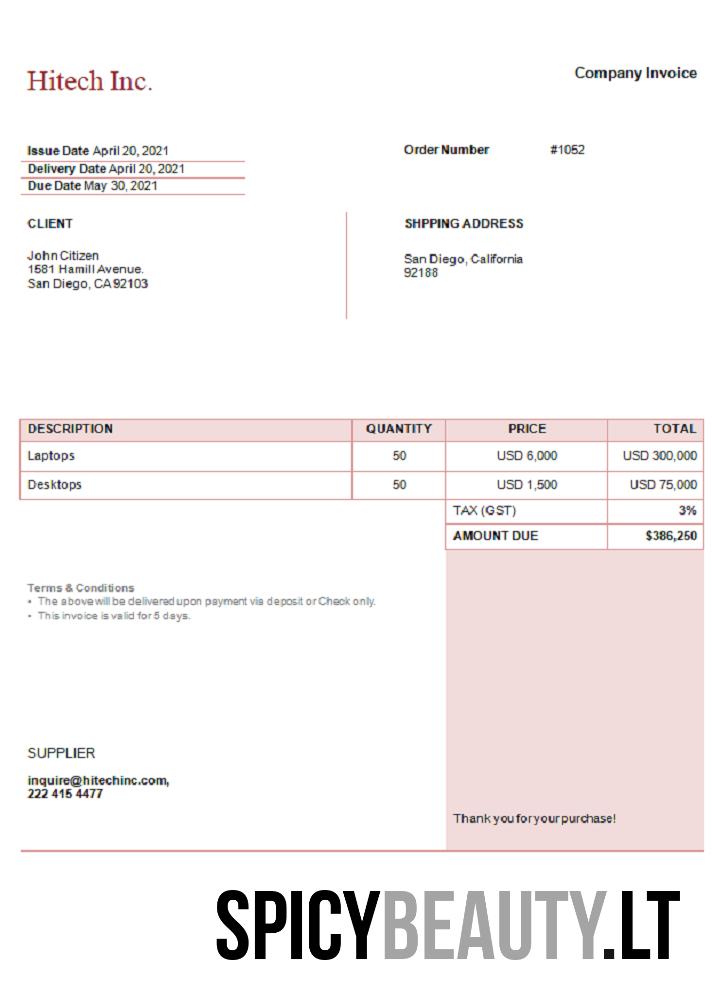 Hitech Inc.
Company Invoice
Issue Date April 20, 2021
Delivery Date April 20, 2021
Due Date May 30, 2021
Order Number #1052
CLIENT
John Citizen
1581 Hamill Avenue.
San Diego, CA 92103
SHPPING ADDRESS
San Diego, California
92188
DESCRIPTION QUANTITY PRICE TOTAL
Laptops 50 USD 6,000 USD 300,000
Desktops 50 USD 1,500 USD 75,000
TAX (GST) 3%
AMOUNT DUE $386,250
Terms & Conditions
• The above will be delivered upon payment via deposit or Check only.
• This invoice is valid for 5 days.
SUPPLIER
inquire@hitechinc.com,
222 415 4477
Thank you for your purchase!
SPICYBEAUTY.LT